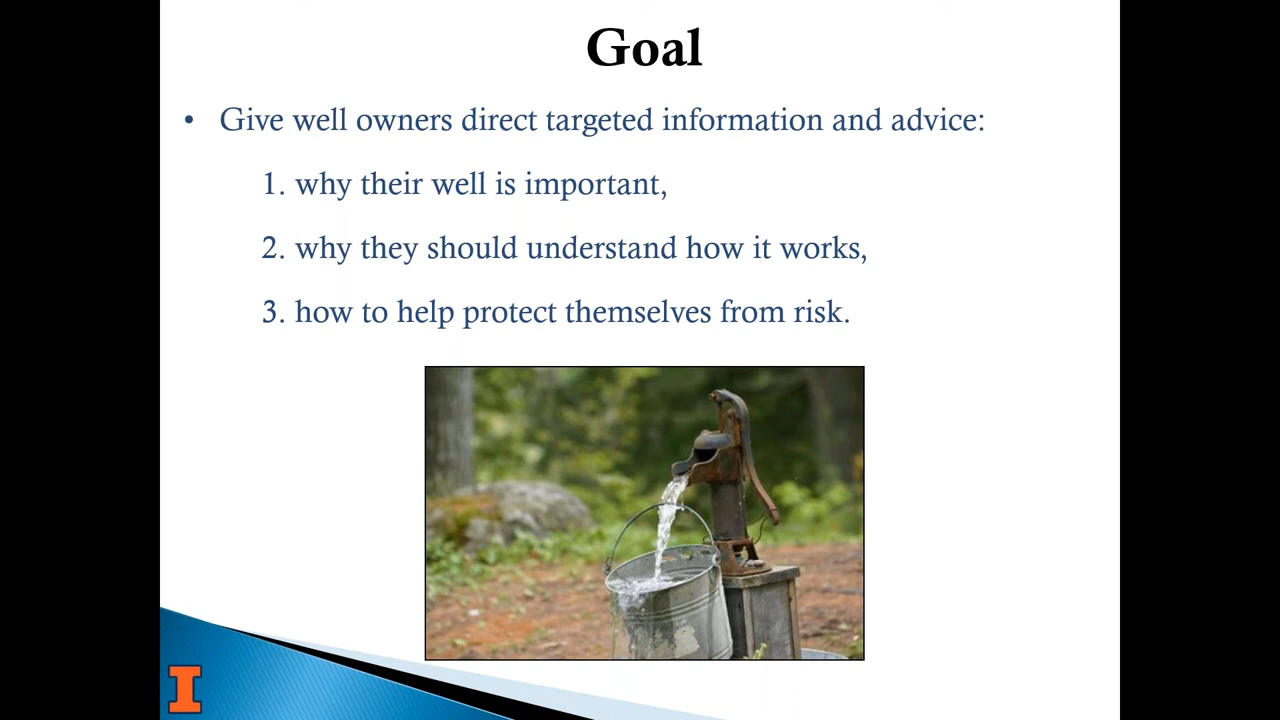 Goal
• Give well owners direct targeted information and advice:
1. why their well is important,
2. why they should understand how it works,
3. how to help protect themselves from risk.
I